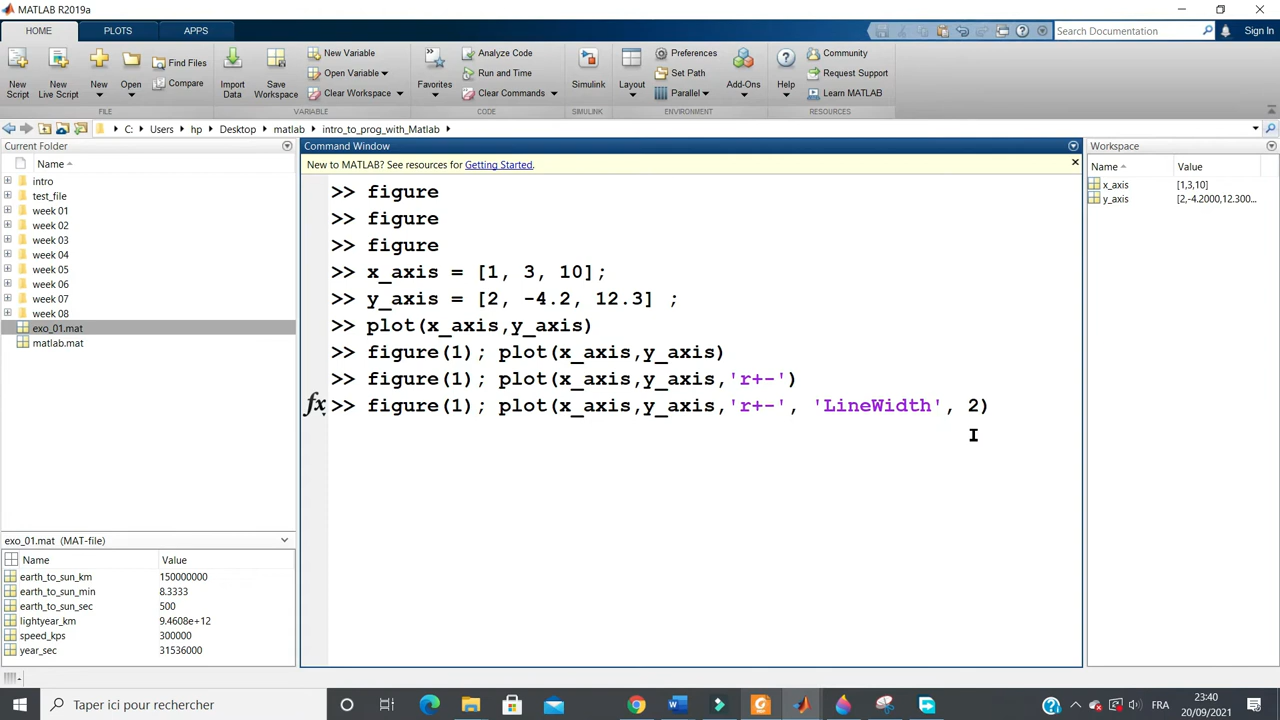 MATLAB R2019a
HOME PLOTS APPS
Search Documentation
Sign In
New Script
New Live Script
New
Open
Find Files
Compare
FILE
Import Data
Save Workspace
New Variable
Open Variable
Clear Workspace
VARIABLE
Favorites
Analyze Code
Run and Time
Clear Commands
CODE
Simulink
SIMULINK
Layout
Preferences
Set Path
Parallel
Add-Ons
ENVIRONMENT
Help
Community
Request Support
Learn MATLAB
RESOURCES
C: Users hp Desktop matlab intro_to_prog_with_Matlab
Current Folder
Name
intro
test_file
week 01
week 02
week 03
week 04
week 05
week 06
week 07
week 08
exo_01.mat
matlab.mat
exo_01.mat (MAT-file)
Name Value
earth_to_sun_km 150000000
earth_to_sun_min 8.3333
earth_to_sun_sec 500
lightyear_km 9.4608e+12
speed_kps 300000
year_sec 31536000
Command Window
New to MATLAB? See resources for Getting Started.
>> figure
>> figure
>> figure
>> x_axis = [1, 3, 10];
>> y_axis = [2, -4.2, 12.3] ;
>> plot(x_axis,y_axis)
>> figure(1); plot(x_axis,y_axis)
>> figure(1); plot(x_axis,y_axis,'r+-')
fx >> figure(1); plot(x_axis,y_axis,'r+-', 'LineWidth', 2)
Workspace
Name Value
x_axis [1,3,10]
y_axis [2,-4.2000,12.300...
Taper ici pour rechercher
FRA
23:40
20/09/2021